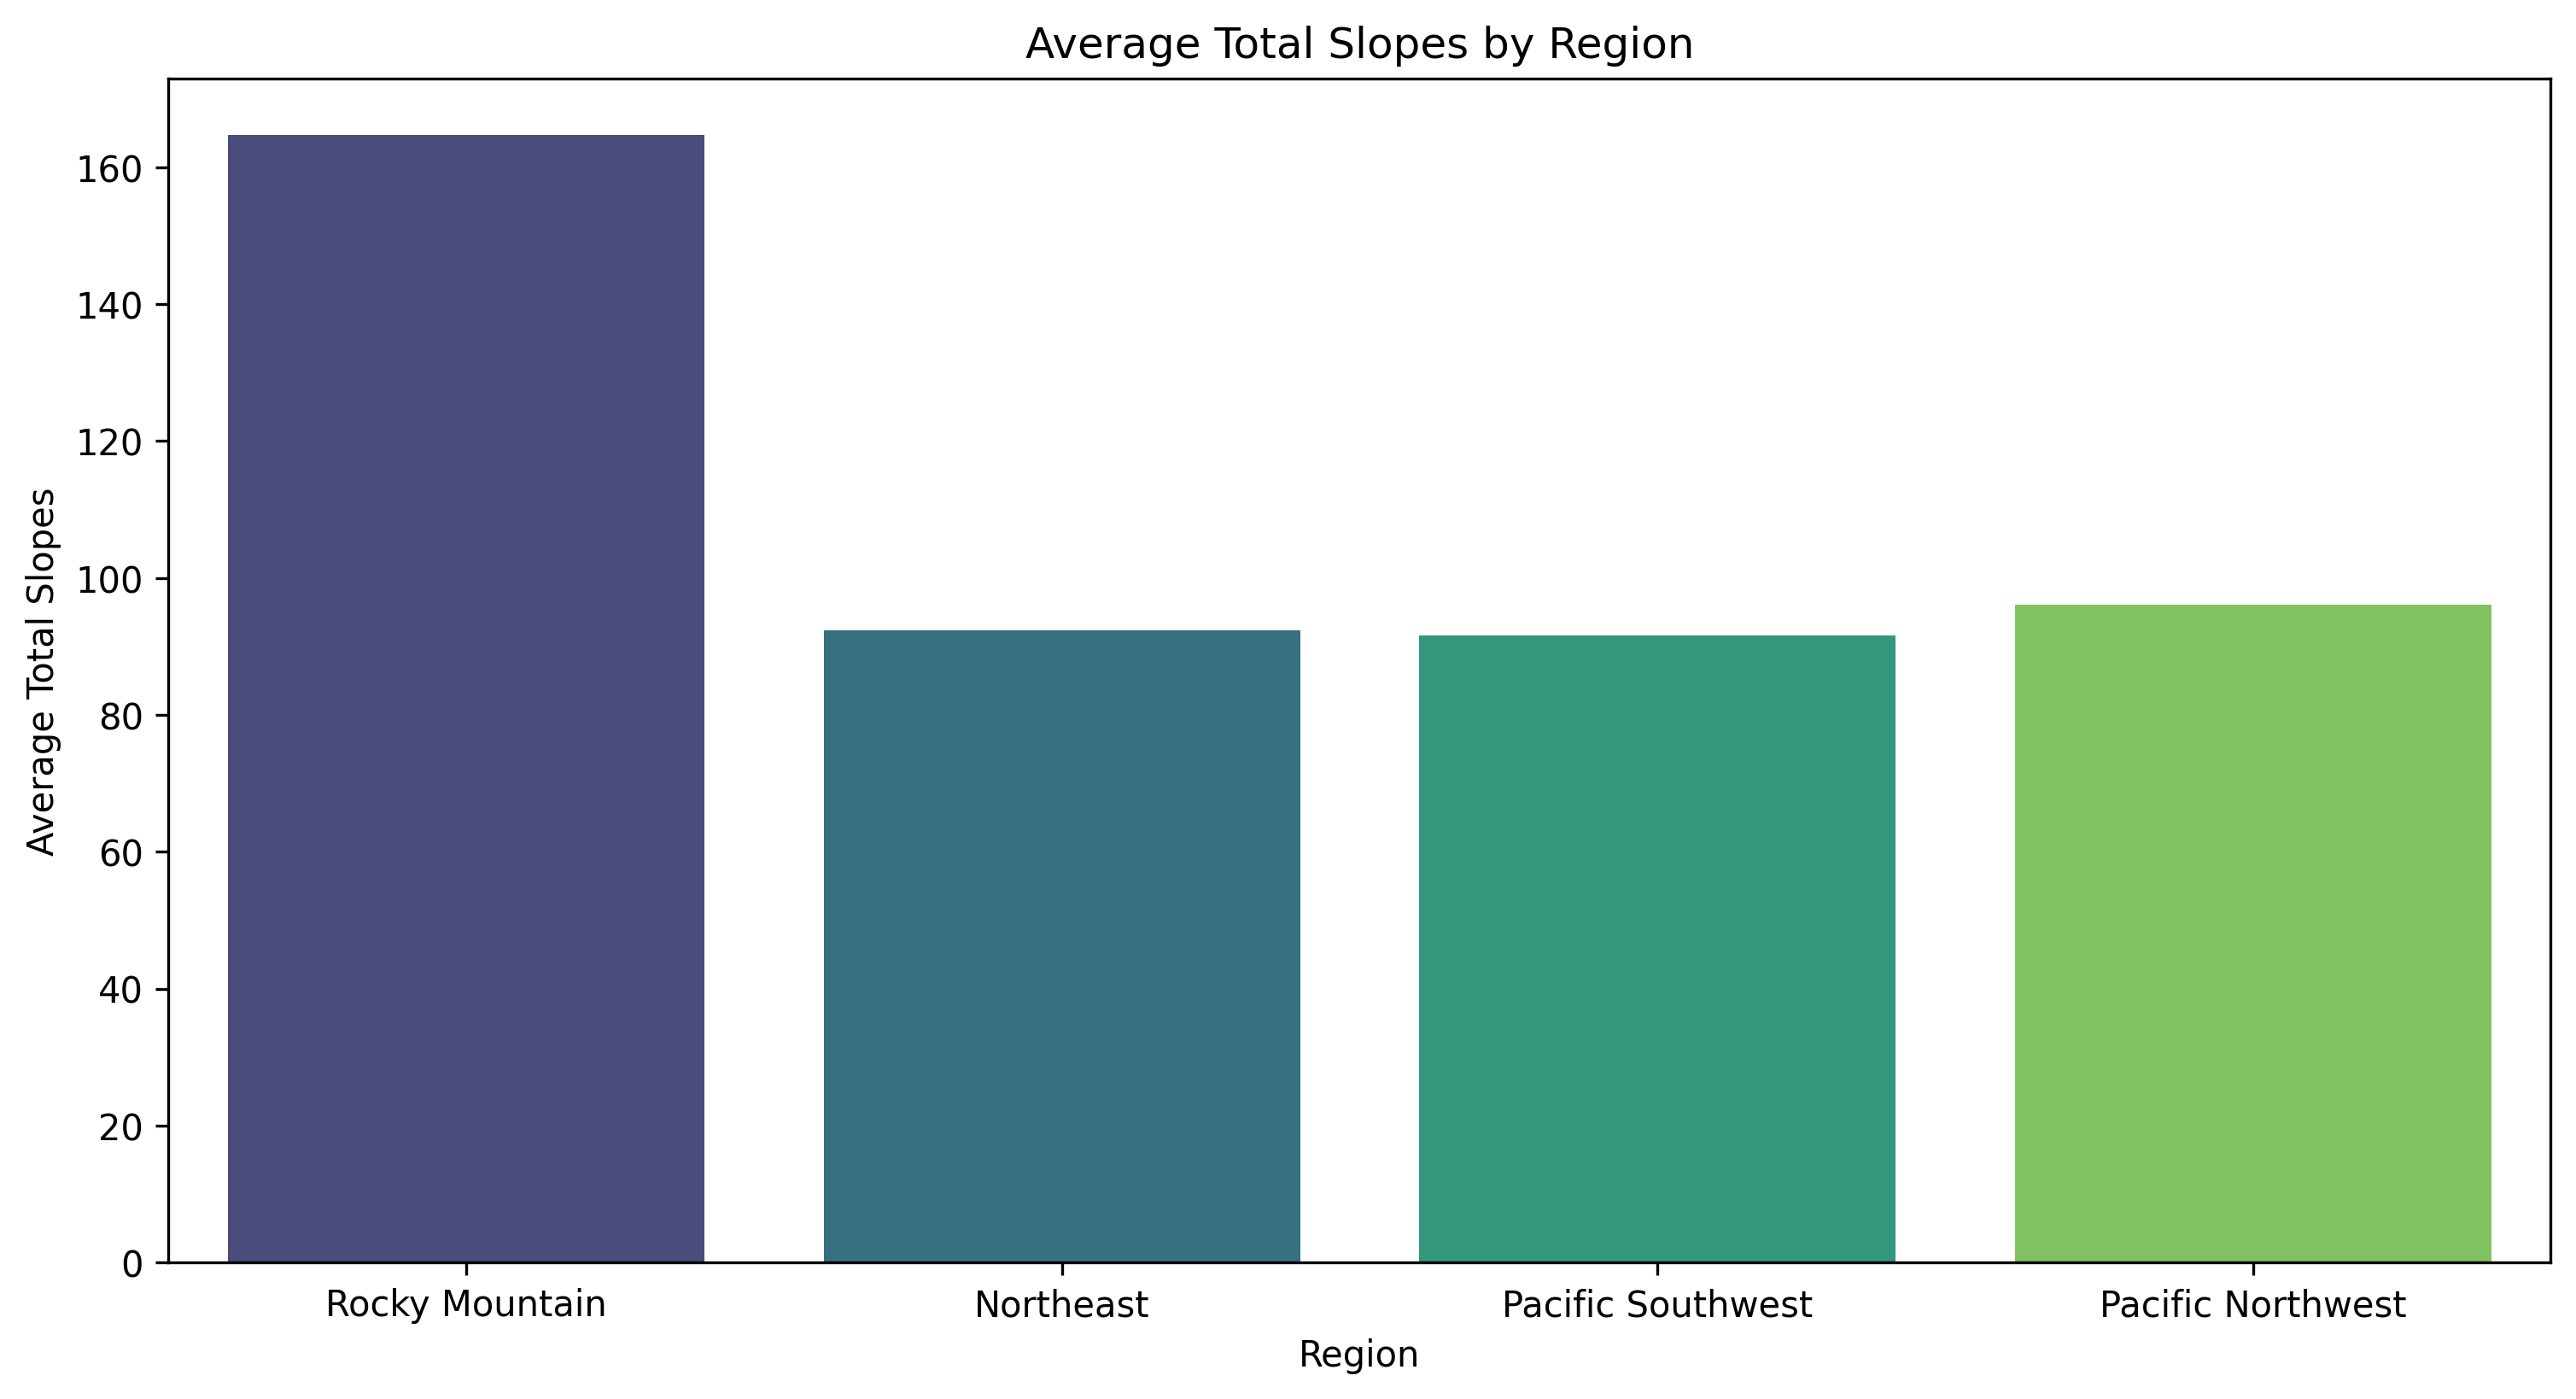 Average Total Slopes by Region
Average Total Slopes
160
140
120
100
80
60
40
20
0
Rocky Mountain
Northeast
Pacific Southwest
Pacific Northwest
Region